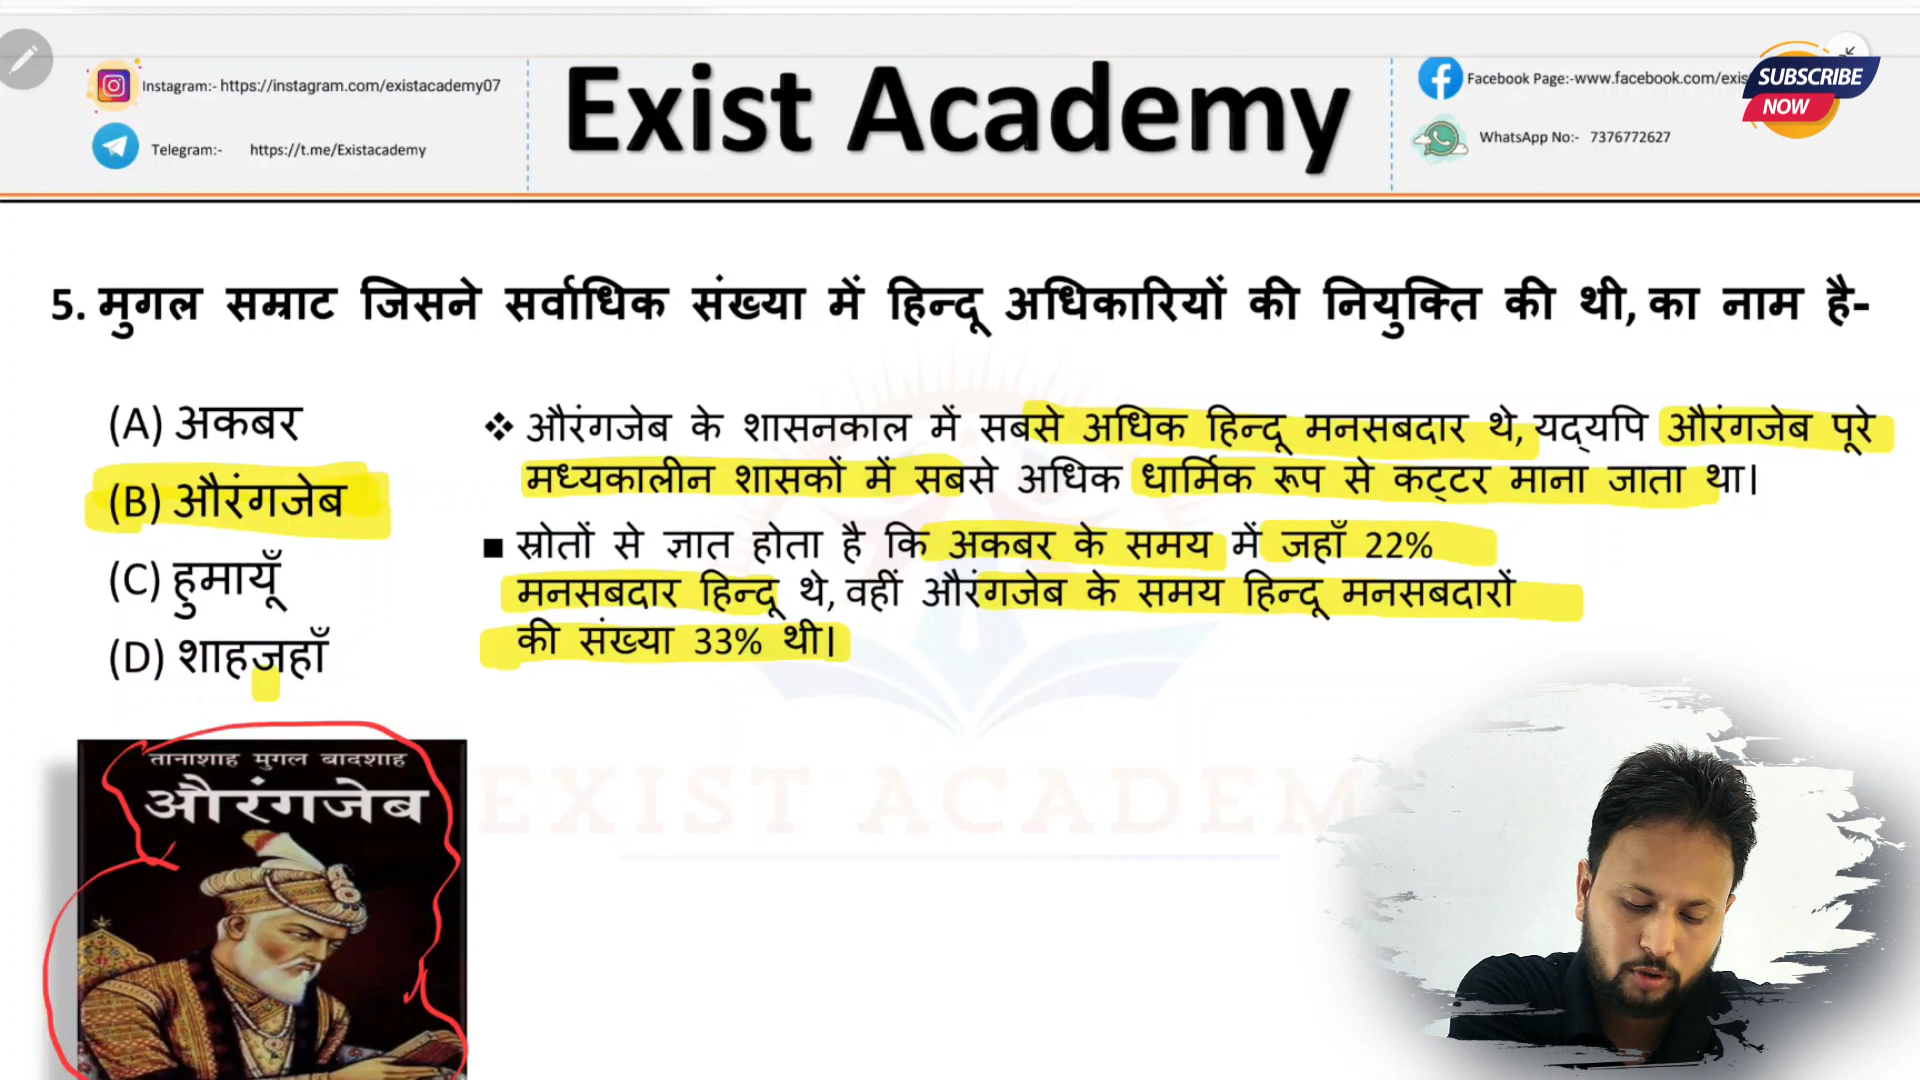 Instagram:- https://instagram.com/existacademy07
Telegram:- https://t.me/Existacademy
Exist Academy
Facebook Page:-www.facebook.com/exis
WhatsApp No:- 7376772627
SUBSCRIBE
NOW
5. मुगल सम्राट जिसने सर्वाधिक संख्या में हिन्दू अधिकारियों की नियुक्ति की थी, का नाम है-
(A) अकबर
(B) औरंगजेब
(C) हुमायूँ
(D) शाहजहाँ
❖ औरंगजेब के शासनकाल में सबसे अधिक हिन्दू मनसबदार थे, यद्यपि औरंगजेब पूरे
मध्यकालीन शासकों में सबसे अधिक धार्मिक रूप से कट्टर माना जाता था।
■ स्रोतों से ज्ञात होता है कि अकबर के समय में जहाँ 22%
मनसबदार हिन्दू थे, वहीं औरंगजेब के समय हिन्दू मनसबदारों
की संख्या 33% थी।
तानाशाह मुगल बादशाह
औरंगजेब
EXIST ACADEM